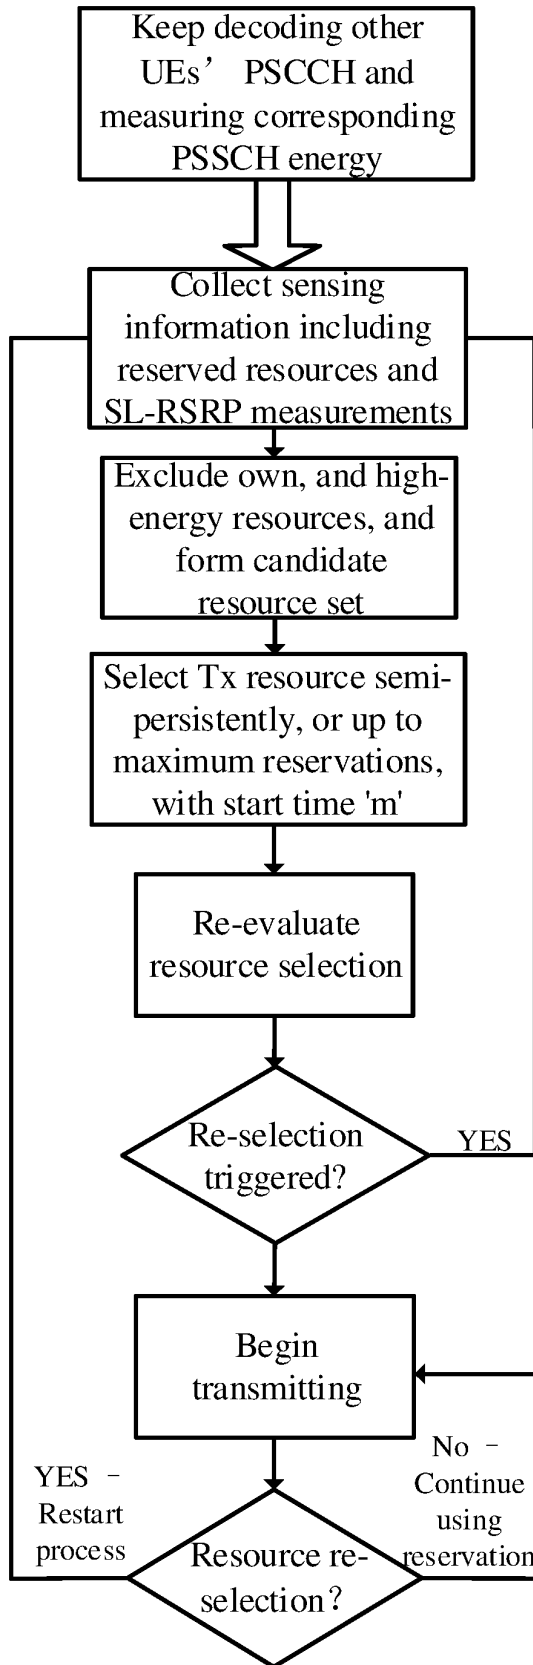 Keep decoding other
UEs’ PSCCH and
measuring corresponding
PSSCH energy
Collect sensing
information including
reserved resources and
SL-RSRP measurements
Exclude own, and high-
energy resources, and
form candidate
resource set
Select Tx resource semi-
persistently, or up to
maximum reservations,
with start time 'm'
Re-evaluate
resource selection
Re-selection
triggered?
YES
Begin
transmitting
YES –
Restart
process
No –
Continue
using
reservation
Resource re-
selection?